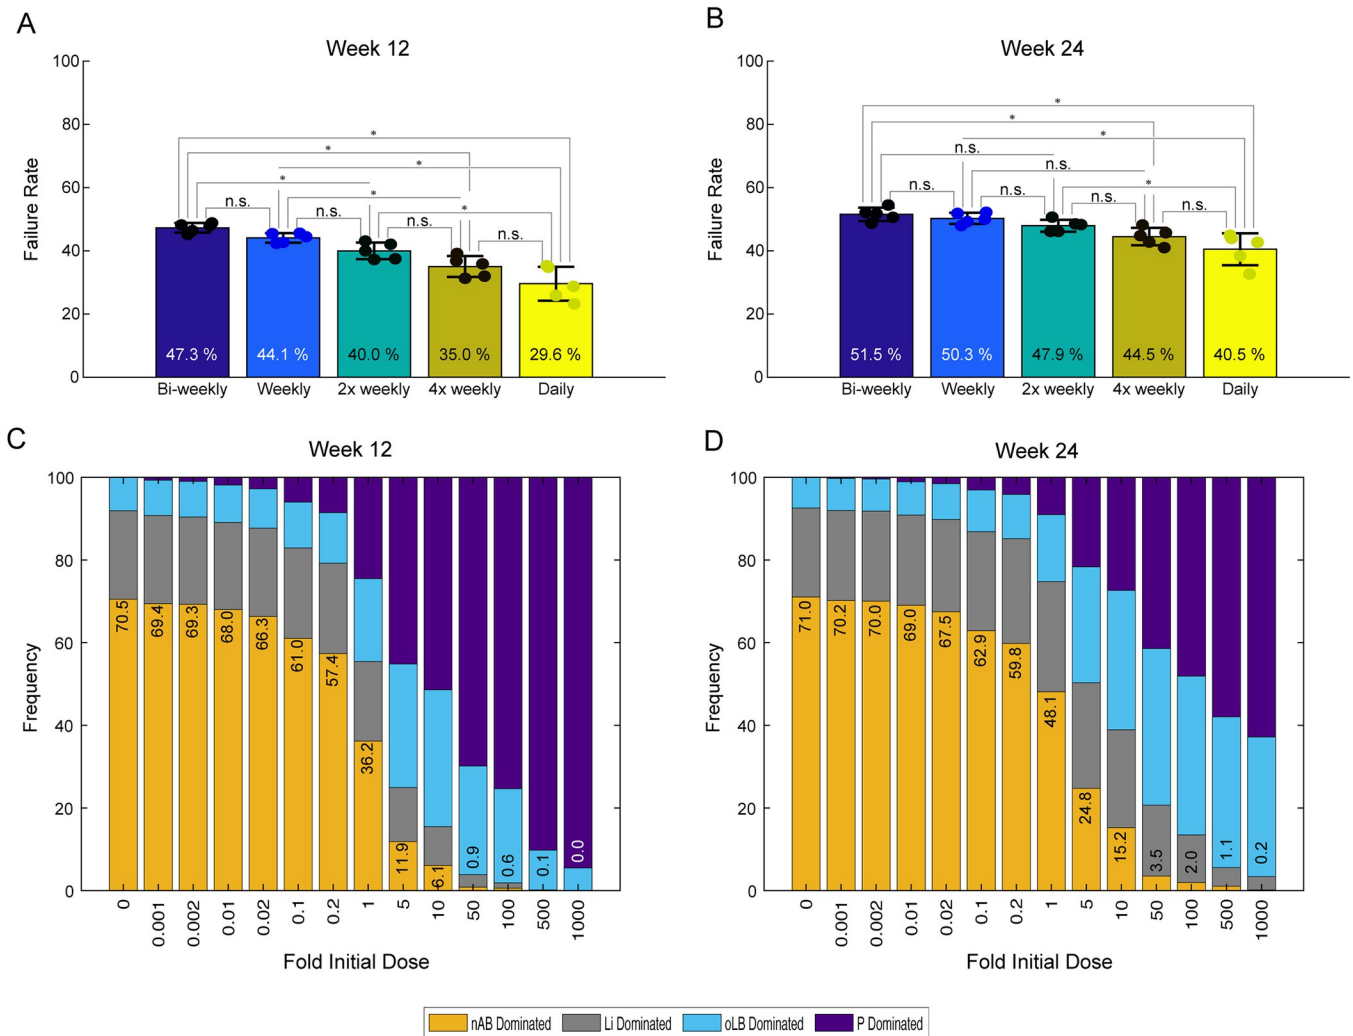 A
Week 12
Failure Rate
100
80
60
40
20
0
*
*
*
*
*
*
n.s.
n.s.
n.s.
n.s.
47.3 %
44.1 %
40.0 %
35.0 %
29.6 %
Bi-weekly
Weekly
2x weekly
4x weekly
Daily
B
Week 24
Failure Rate
100
80
60
40
20
0
*
*
*
n.s.
n.s.
*
n.s.
n.s.
n.s.
n.s.
51.5 %
50.3 %
47.9 %
44.5 %
40.5 %
Bi-weekly
Weekly
2x weekly
4x weekly
Daily
C
Week 12
Frequency
100
80
60
40
20
0
70.5
69.4
69.3
68.0
66.3
61.0
57.4
36.2
11.9
6.1
0.9
0.6
0.1
0.0
0
0.001
0.002
0.01
0.02
0.1
0.2
1
5
10
50
100
500
1000
Fold Initial Dose
D
Week 24
Frequency
100
80
60
40
20
0
71.0
70.2
70.0
69.0
67.5
62.9
59.8
48.1
24.8
15.2
3.5
2.0
1.1
0.2
0
0.001
0.002
0.01
0.02
0.1
0.2
1
5
10
50
100
500
1000
Fold Initial Dose
nAB Dominated
Li Dominated
oLB Dominated
P Dominated